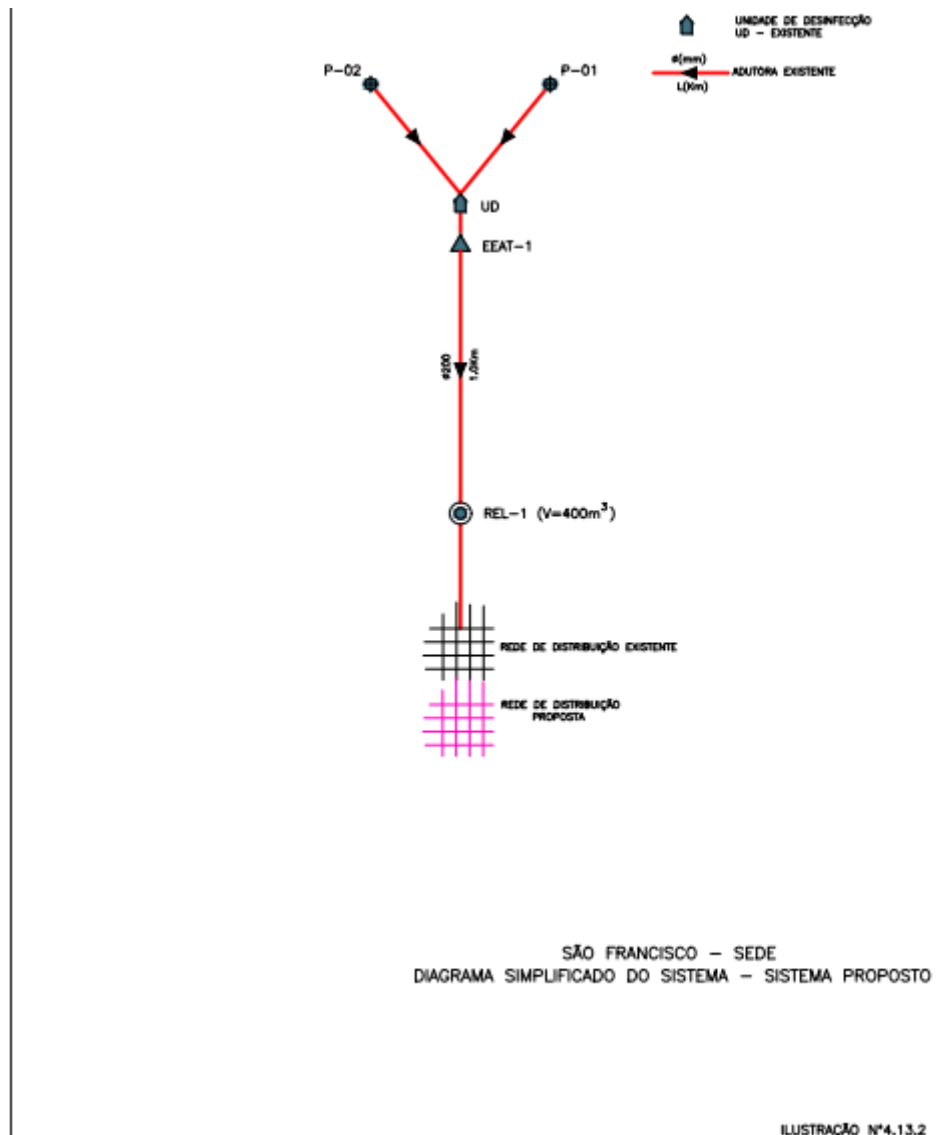 UNIDADE DE DESINFECÇÃO
UD - EXISTENTE
ø(mm)
ADUTORA EXISTENTE
L(Km)
P-02
P-01
UD
EEAT-1
ø200
1.0Km
REL-1 (V=400m³)
REDE DE DISTRIBUIÇÃO EXISTENTE
REDE DE DISTRIBUIÇÃO
PROPOSTA
SÃO FRANCISCO - SEDE
DIAGRAMA SIMPLIFICADO DO SISTEMA - SISTEMA PROPOSTO
ILUSTRAÇÃO N°4.13.2